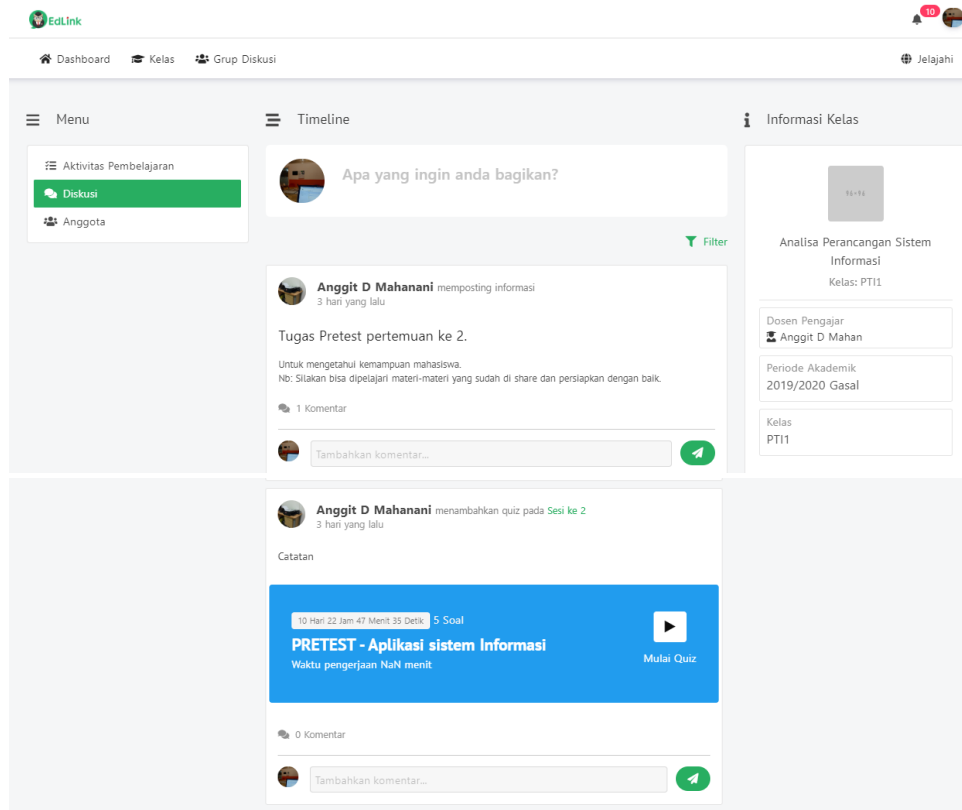 EdLink
10
Dashboard
Kelas
Grup Diskusi
Jelajahi
Menu
Aktivitas Pembelajaran
Diskusi
Anggota
Timeline
Apa yang ingin anda bagikan?
Filter
Anggit D Mahanani memposting informasi
3 hari yang lalu
Tugas Pretest pertemuan ke 2.
Untuk mengetahui kemampuan mahasiswa.
Nb: Silakan bisa dipelajari materi-materi yang sudah di share dan persiapkan dengan baik.
1 Komentar
Tambahkan komentar...
Informasi Kelas
96×96
Analisa Perancangan Sistem
Informasi
Kelas: PTI1
Dosen Pengajar
Anggit D Mahan
Periode Akademik
2019/2020 Gasal
Kelas
PTI1
Anggit D Mahanani menambahkan quiz pada Sesi ke 2
3 hari yang lalu
Catatan
10 Hari 22 Jam 47 Menit 35 Detik 5 Soal
PRETEST - Aplikasi sistem Informasi
Waktu pengerjaan NaN menit
Mulai Quiz
0 Komentar
Tambahkan komentar...